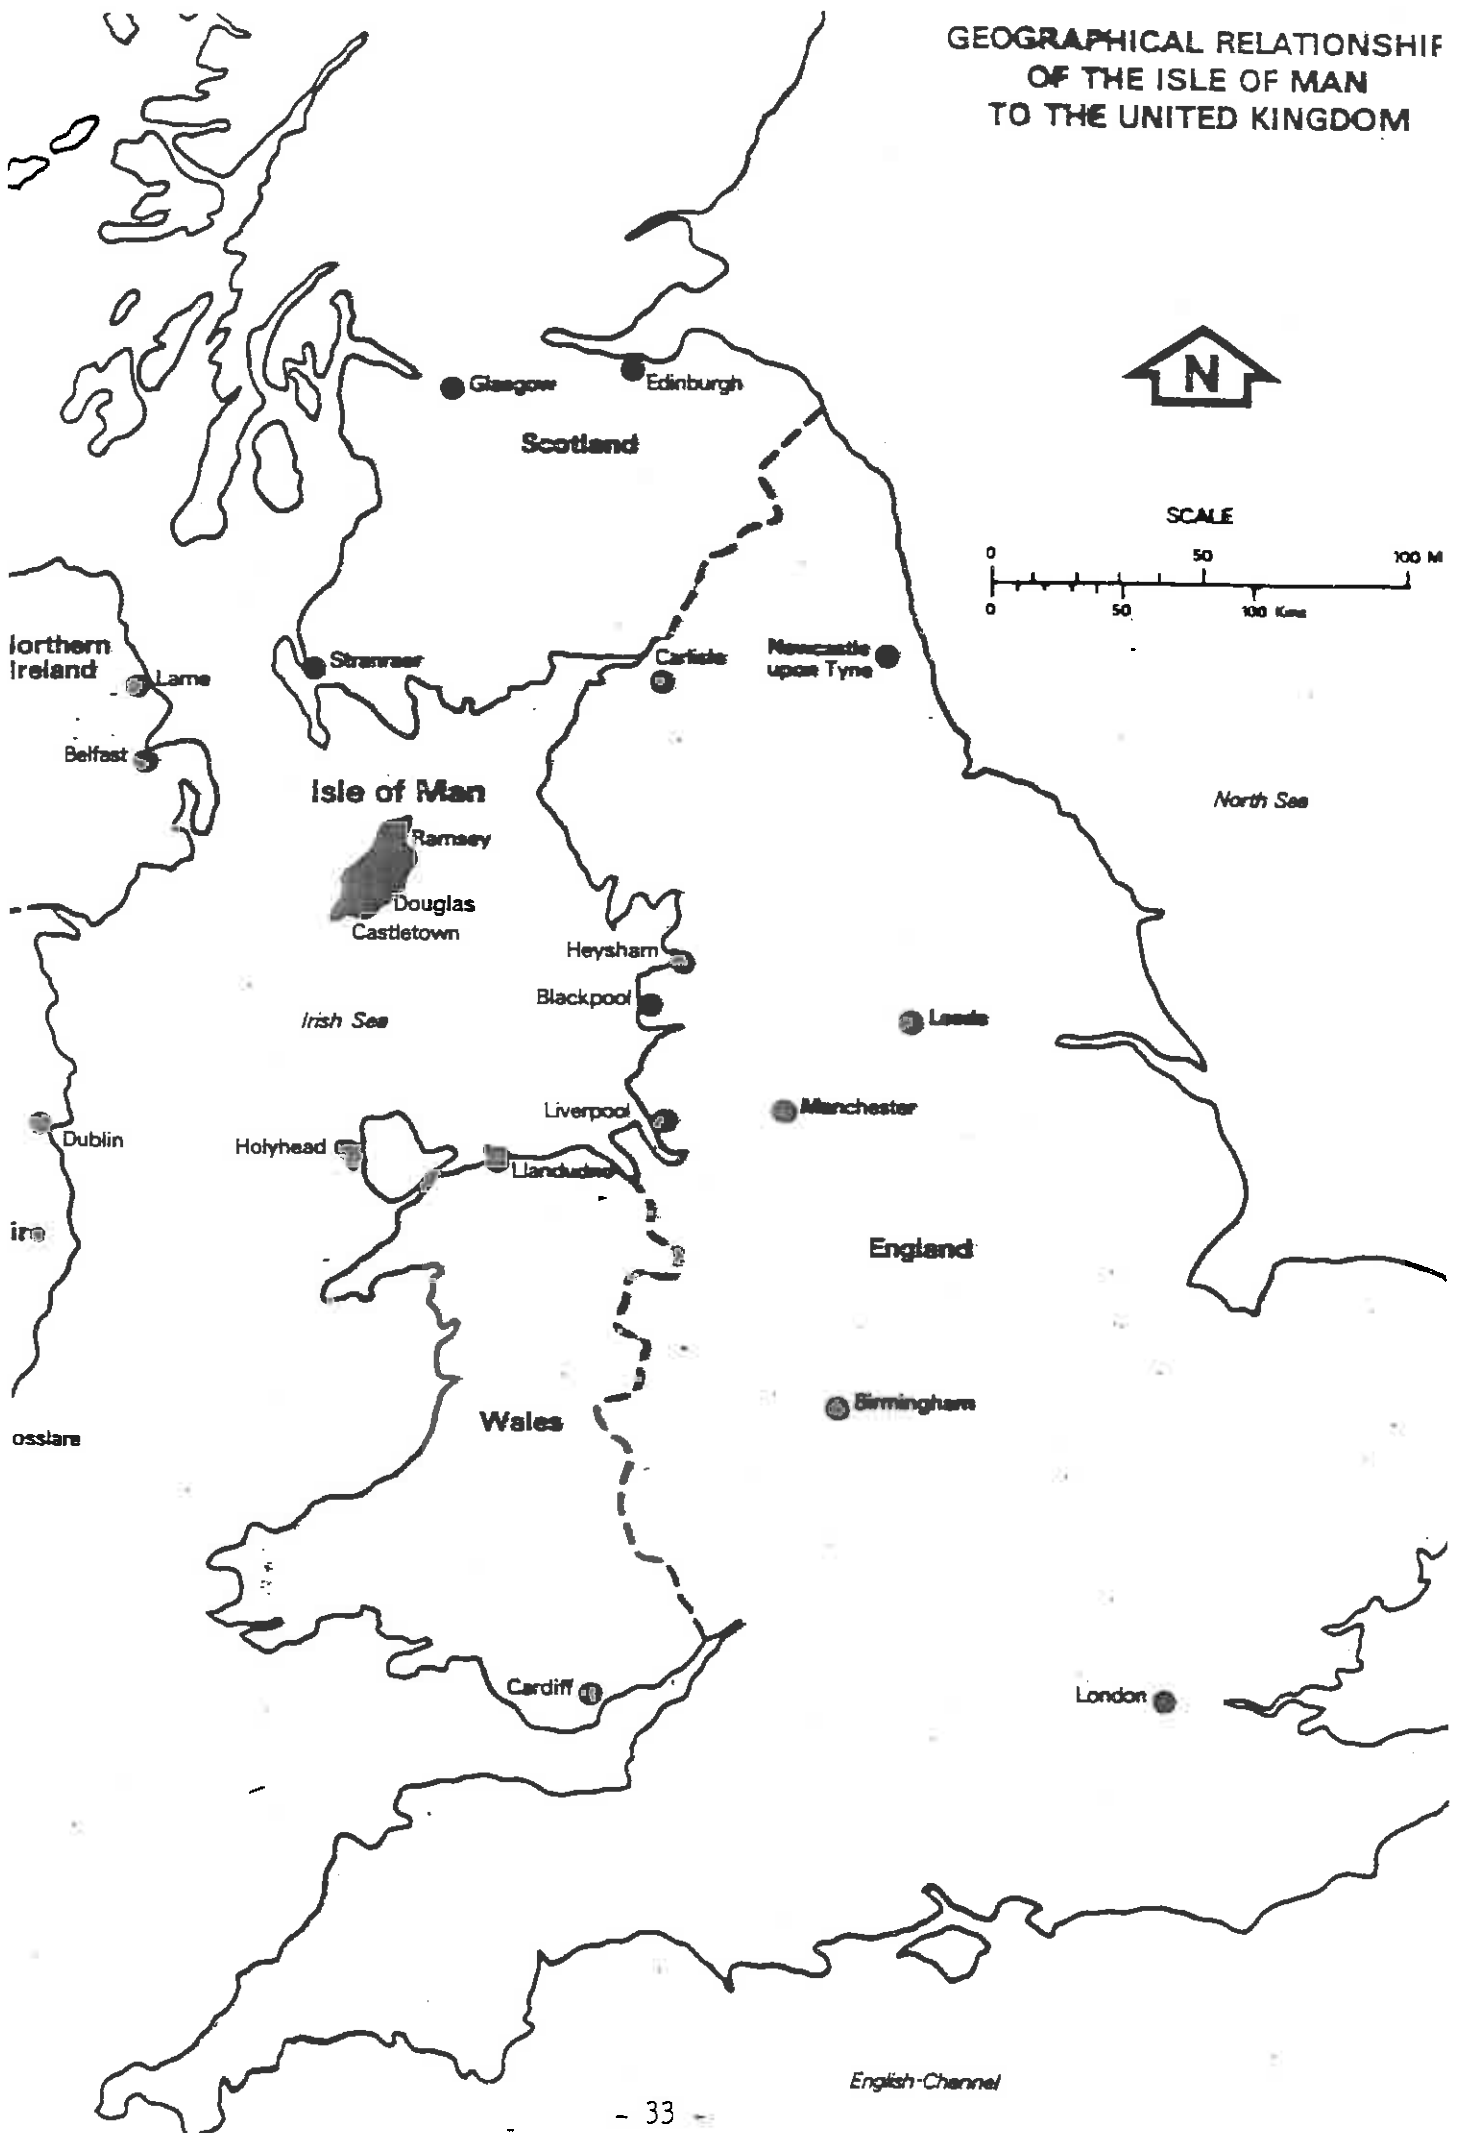 GEOGRAPHICAL RELATIONSHIP
OF THE ISLE OF MAN
TO THE UNITED KINGDOM
N
Glasgow
Edinburgh
Scotland
SCALE
0 50 100 M
0 50 100 Kms
lorthern
Ireland
Larne
Stranraer
Carlisle
Newcastle
upon Tyne
Belfast
Isle of Man
North Sea
Ramsey
Douglas
Castletown
Heysham
Blackpool
Irish Sea
Leeds
Liverpool
Manchester
Dublin
Holyhead
Llandudno
England
Birmingham
Wales
osslare
Cardiff
London
English Channel
- 33 -